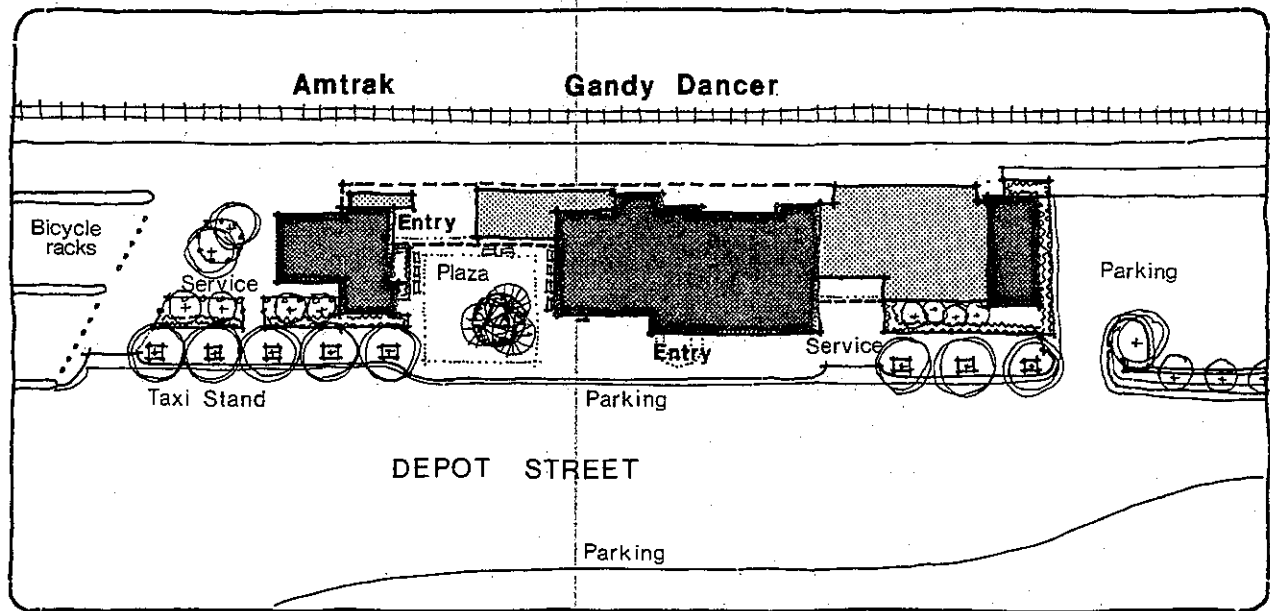 Amtrak
Gandy Dancer
Bicycle
racks
Entry
Service
Plaza
Parking
Entry
Service
Taxi Stand
Parking
DEPOT STREET
Parking